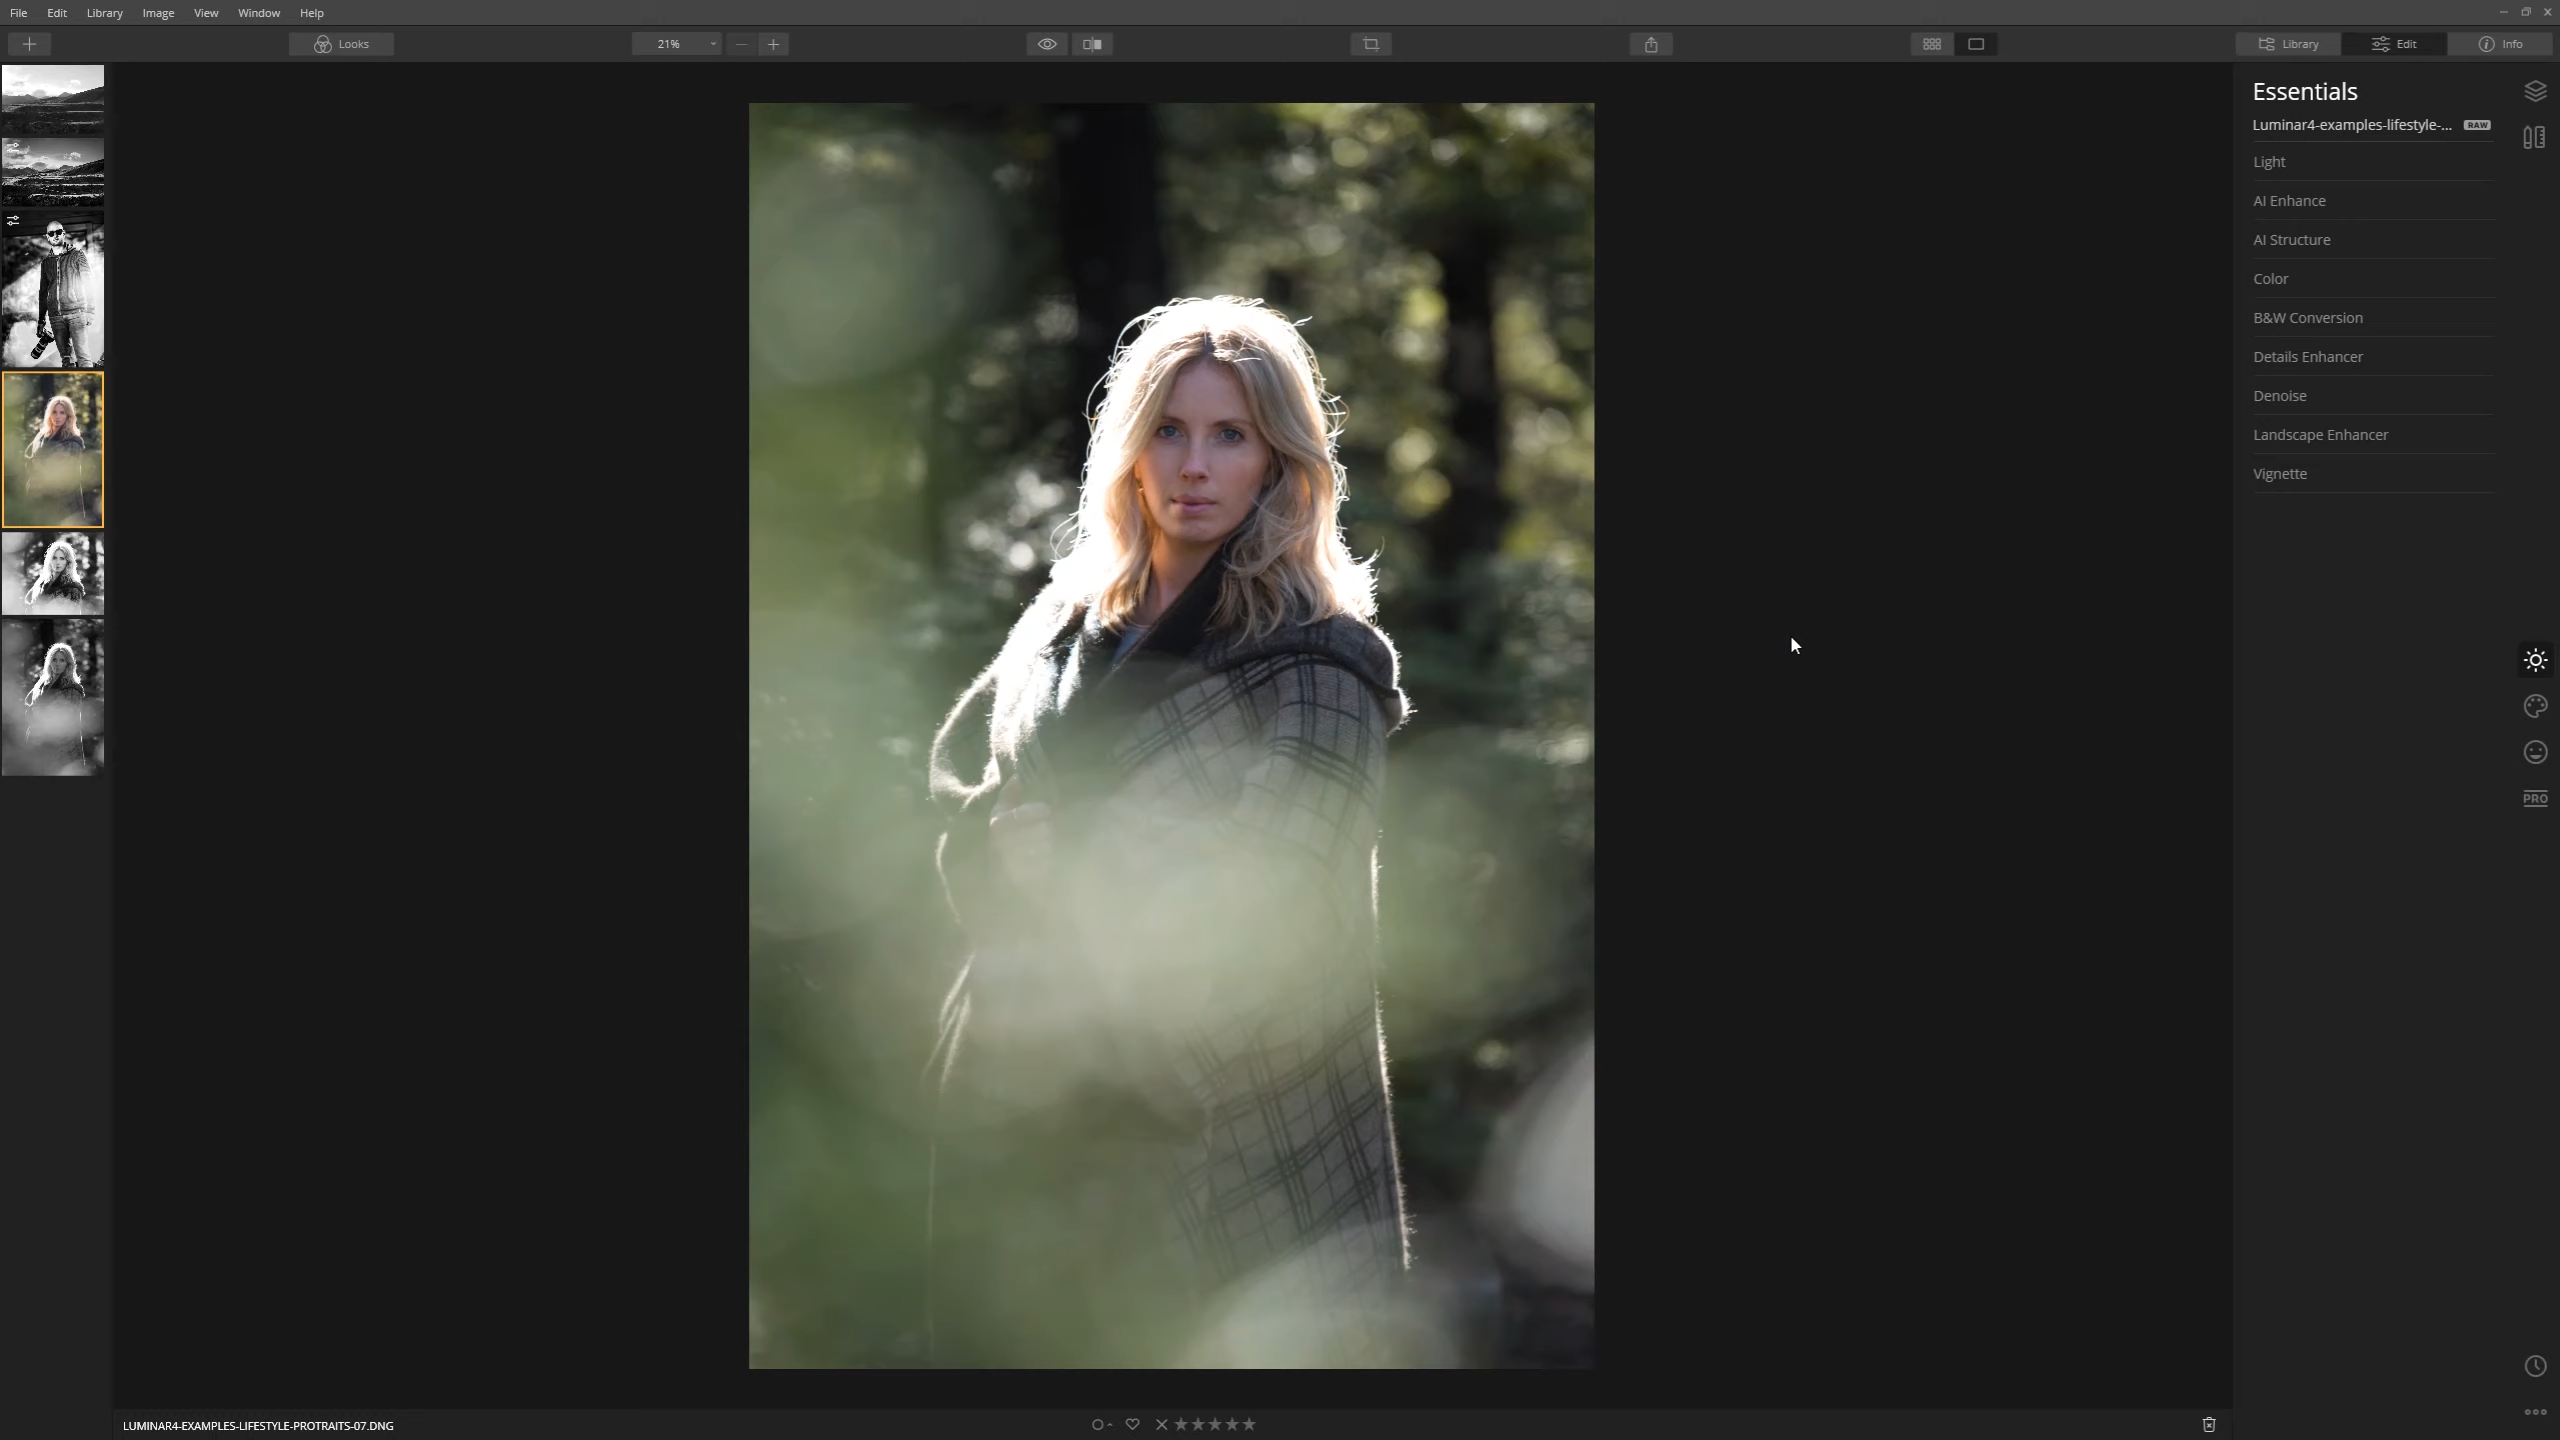 File Edit Library Image View Window Help
Looks 21% Library Edit Info
Essentials
Luminar4-examples-lifestyle-... RAW
Light
AI Enhance
AI Structure
Color
B&W Conversion
Details Enhancer
Denoise
Landscape Enhancer
Vignette
PRO
LUMINAR4-EXAMPLES-LIFESTYLE-PROTRAITS-07.DNG